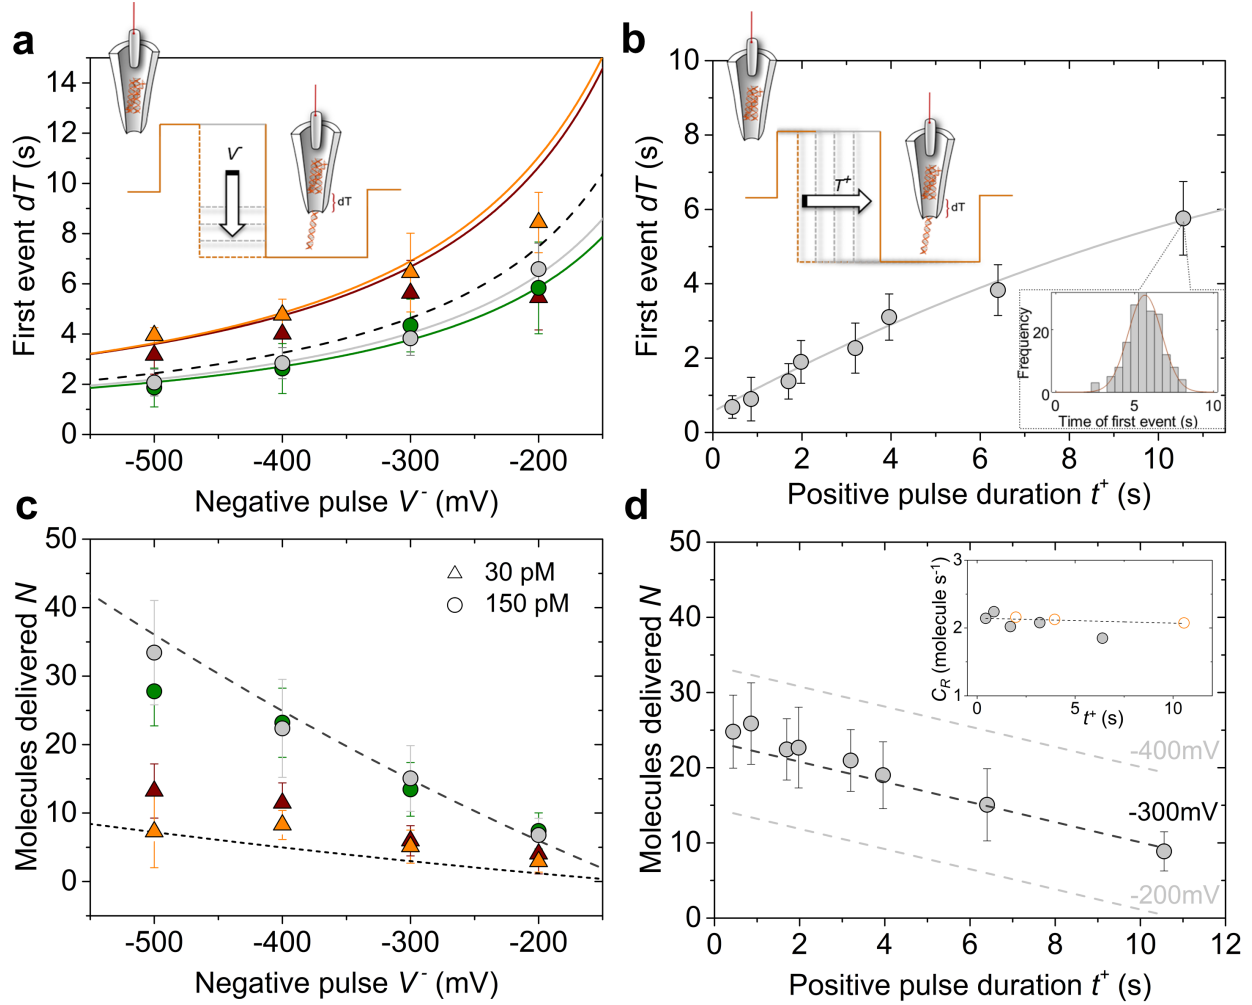 a
First event dT (s)
14
12
10
8
6
4
2
0
V⁻
dT
-500
-400
-300
-200
Negative pulse V⁻ (mV)
b
First event dT (s)
10
8
6
4
2
0
T⁺
dT
Frequency
20
0
0
5
10
Time of first event (s)
0
2
4
6
8
10
Positive pulse duration t⁺ (s)
c
Molecules delivered N
50
40
30
20
10
0
30 pM
150 pM
-500
-400
-300
-200
Negative pulse V⁻ (mV)
d
Molecules delivered N
50
40
30
20
10
0
C_R (molecule s⁻¹)
3
2
1
0
5
10
t⁺ (s)
-400mV
-300mV
-200mV
0
2
4
6
8
10
12
Positive pulse duration t⁺ (s)